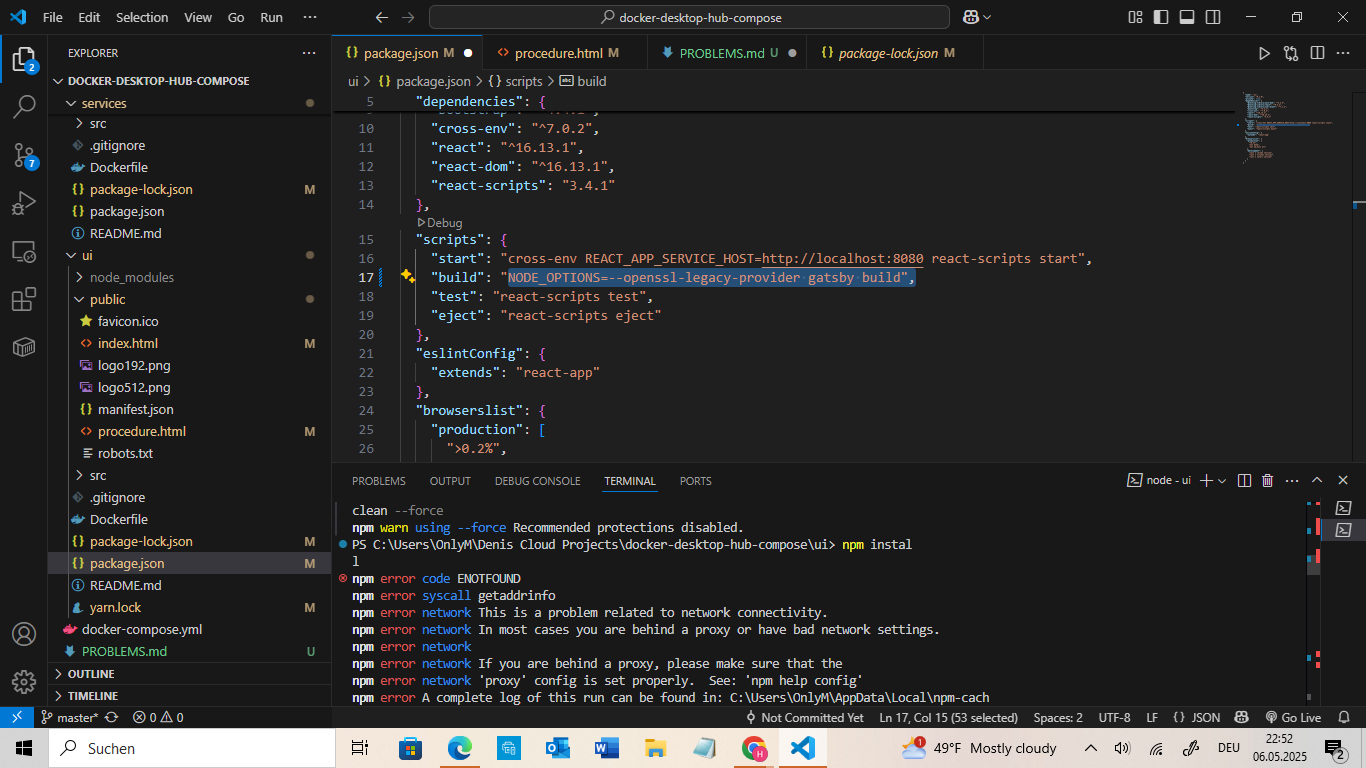 File Edit Selection View Go Run ···
docker-desktop-hub-compose
EXPLORER
2
DOCKER-DESKTOP-HUB-COMPOSE
services
src
.gitignore
Dockerfile
package-lock.json M
package.json
README.md
ui
node_modules
public
favicon.ico
index.html M
logo192.png
logo512.png
manifest.json
procedure.html M
robots.txt
src
.gitignore
Dockerfile
package-lock.json M
package.json M
README.md
yarn.lock M
docker-compose.yml
PROBLEMS.md U
OUTLINE
TIMELINE
7
package.json M
procedure.html M
PROBLEMS.md U
package-lock.json M
ui > package.json > scripts > build
5 "dependencies": {
10 "cross-env": "^7.0.2",
11 "react": "^16.13.1",
12 "react-dom": "^16.13.1",
13 "react-scripts": "3.4.1"
14 },
Debug
15 "scripts": {
16 "start": "cross-env REACT_APP_SERVICE_HOST=http://localhost:8080 react-scripts start",
17 "build": "NODE_OPTIONS=--openssl-legacy-provider gatsby build",
18 "test": "react-scripts test",
19 "eject": "react-scripts eject"
20 },
21 "eslintConfig": {
22 "extends": "react-app"
23 },
24 "browserslist": {
25 "production": [
26 ">0.2%",
PROBLEMS OUTPUT DEBUG CONSOLE TERMINAL PORTS
node - ui
clean --force
npm warn using --force Recommended protections disabled.
PS C:\Users\OnlyM\Denis Cloud Projects\docker-desktop-hub-compose\ui> npm instal
l
npm error code ENOTFOUND
npm error syscall getaddrinfo
npm error network This is a problem related to network connectivity.
npm error network In most cases you are behind a proxy or have bad network settings.
npm error network
npm error network If you are behind a proxy, please make sure that the
npm error network 'proxy' config is set properly.  See: 'npm help config'
npm error A complete log of this run can be found in: C:\Users\OnlyM\AppData\Local\npm-cach
master* 0 0
Not Committed Yet Ln 17, Col 15 (53 selected) Spaces: 2 UTF-8 LF {} JSON Go Live
Suchen
1
49°F Mostly cloudy
DEU
22:52
06.05.2025
2